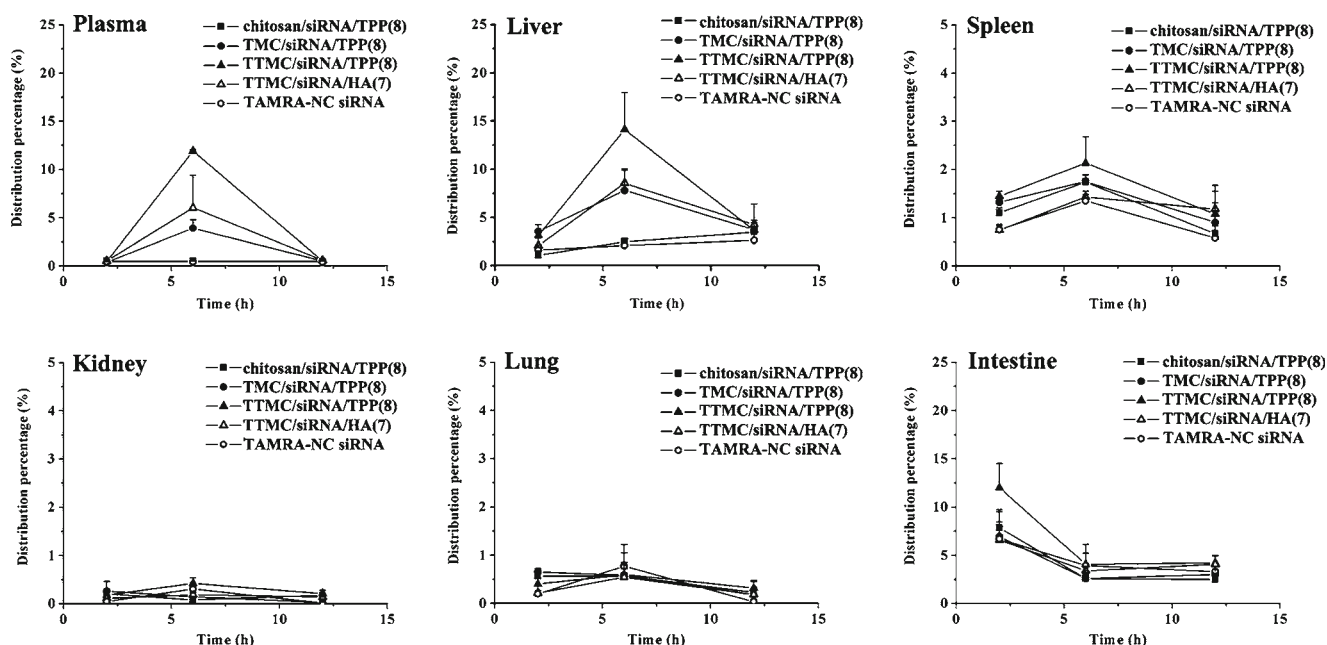 Plasma
chitosan/siRNA/TPP(8)
TMC/siRNA/TPP(8)
TTMC/siRNA/TPP(8)
TTMC/siRNA/HA(7)
TAMRA-NC siRNA
Distribution percentage (%)
25
20
15
10
5
0
0 5 10 15
Time (h)
Liver
chitosan/siRNA/TPP(8)
TMC/siRNA/TPP(8)
TTMC/siRNA/TPP(8)
TTMC/siRNA/HA(7)
TAMRA-NC siRNA
Distribution percentage (%)
25
20
15
10
5
0
0 5 10 15
Time (h)
Spleen
chitosan/siRNA/TPP(8)
TMC/siRNA/TPP(8)
TTMC/siRNA/TPP(8)
TTMC/siRNA/HA(7)
TAMRA-NC siRNA
Distribution percentage (%)
5
4
3
2
1
0
0 5 10 15
Time (h)
Kidney
chitosan/siRNA/TPP(8)
TMC/siRNA/TPP(8)
TTMC/siRNA/TPP(8)
TTMC/siRNA/HA(7)
TAMRA-NC siRNA
Distribution percentage (%)
5
4
3
2
1
0
0 5 10 15
Time (h)
Lung
chitosan/siRNA/TPP(8)
TMC/siRNA/TPP(8)
TTMC/siRNA/TPP(8)
TTMC/siRNA/HA(7)
TAMRA-NC siRNA
Distribution percentage (%)
5
4
3
2
1
0
0 5 10 15
Time (h)
Intestine
chitosan/siRNA/TPP(8)
TMC/siRNA/TPP(8)
TTMC/siRNA/TPP(8)
TTMC/siRNA/HA(7)
TAMRA-NC siRNA
Distribution percentage (%)
25
20
15
10
5
0
0 5 10 15
Time (h)